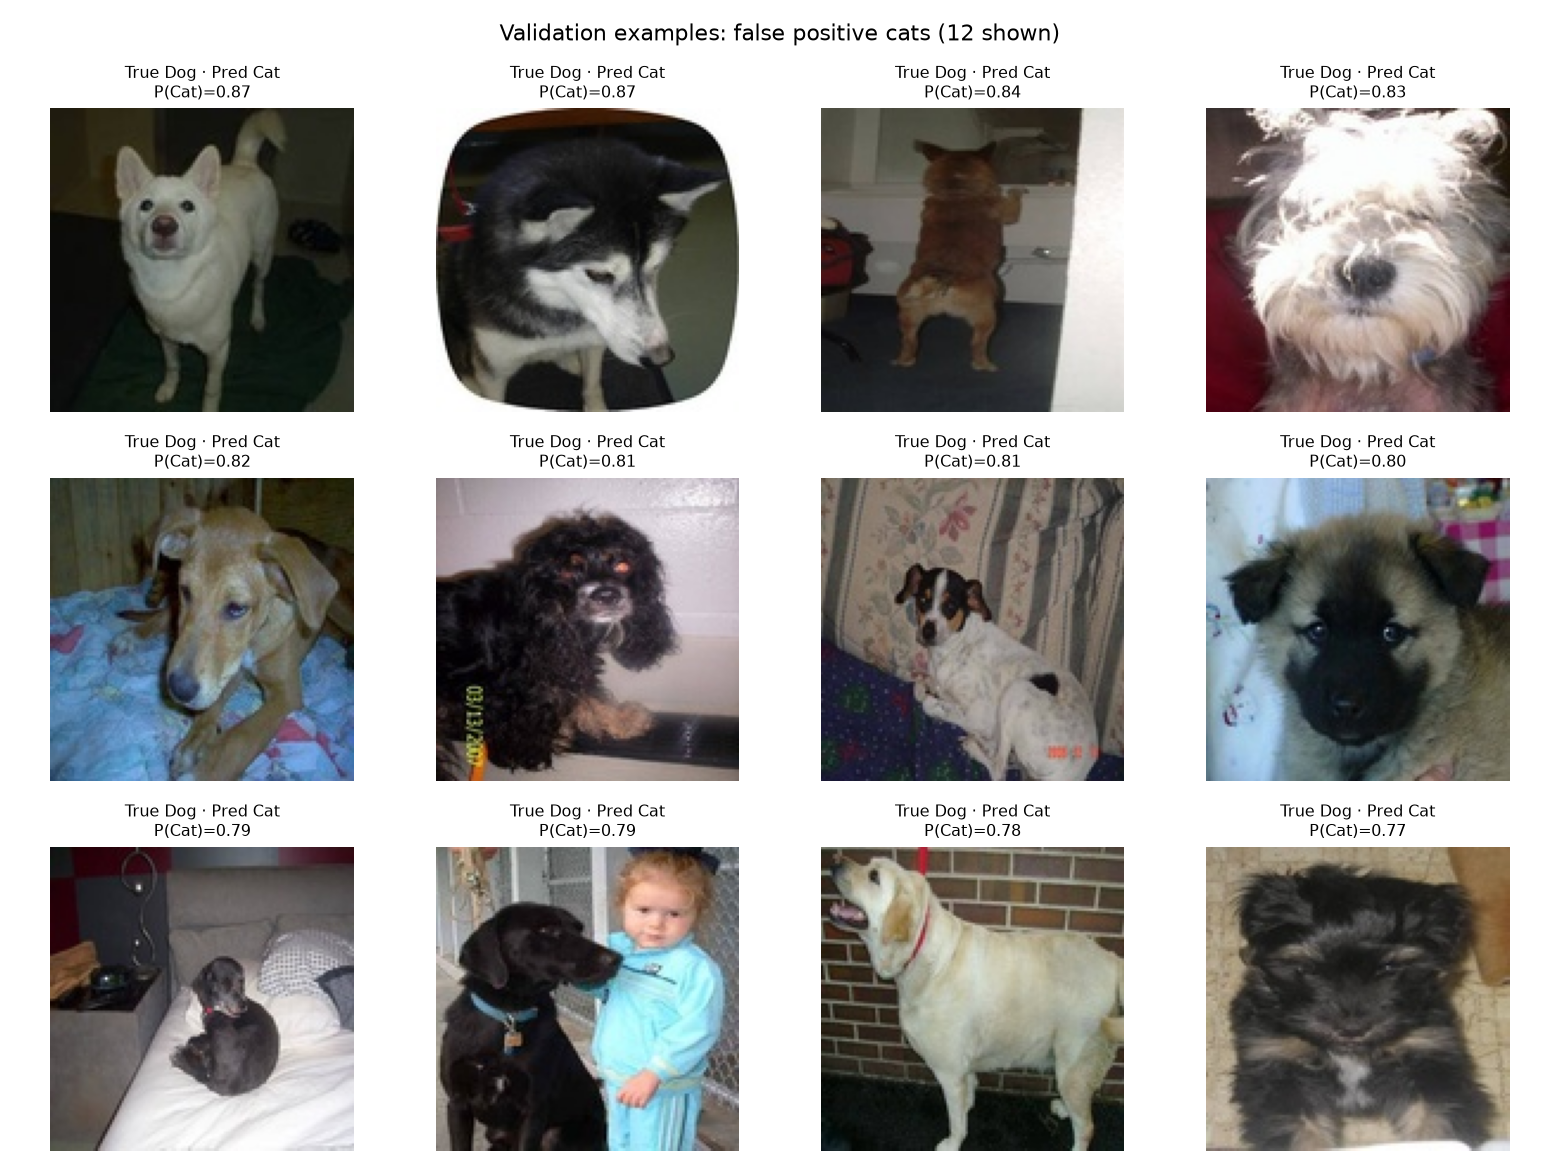 Validation examples: false positive cats (12 shown)
True Dog · Pred Cat
P(Cat)=0.87
True Dog · Pred Cat
P(Cat)=0.87
True Dog · Pred Cat
P(Cat)=0.84
True Dog · Pred Cat
P(Cat)=0.83
True Dog · Pred Cat
P(Cat)=0.82
True Dog · Pred Cat
P(Cat)=0.81
True Dog · Pred Cat
P(Cat)=0.81
True Dog · Pred Cat
P(Cat)=0.80
03/13/2007
True Dog · Pred Cat
P(Cat)=0.79
True Dog · Pred Cat
P(Cat)=0.79
True Dog · Pred Cat
P(Cat)=0.78
True Dog · Pred Cat
P(Cat)=0.77